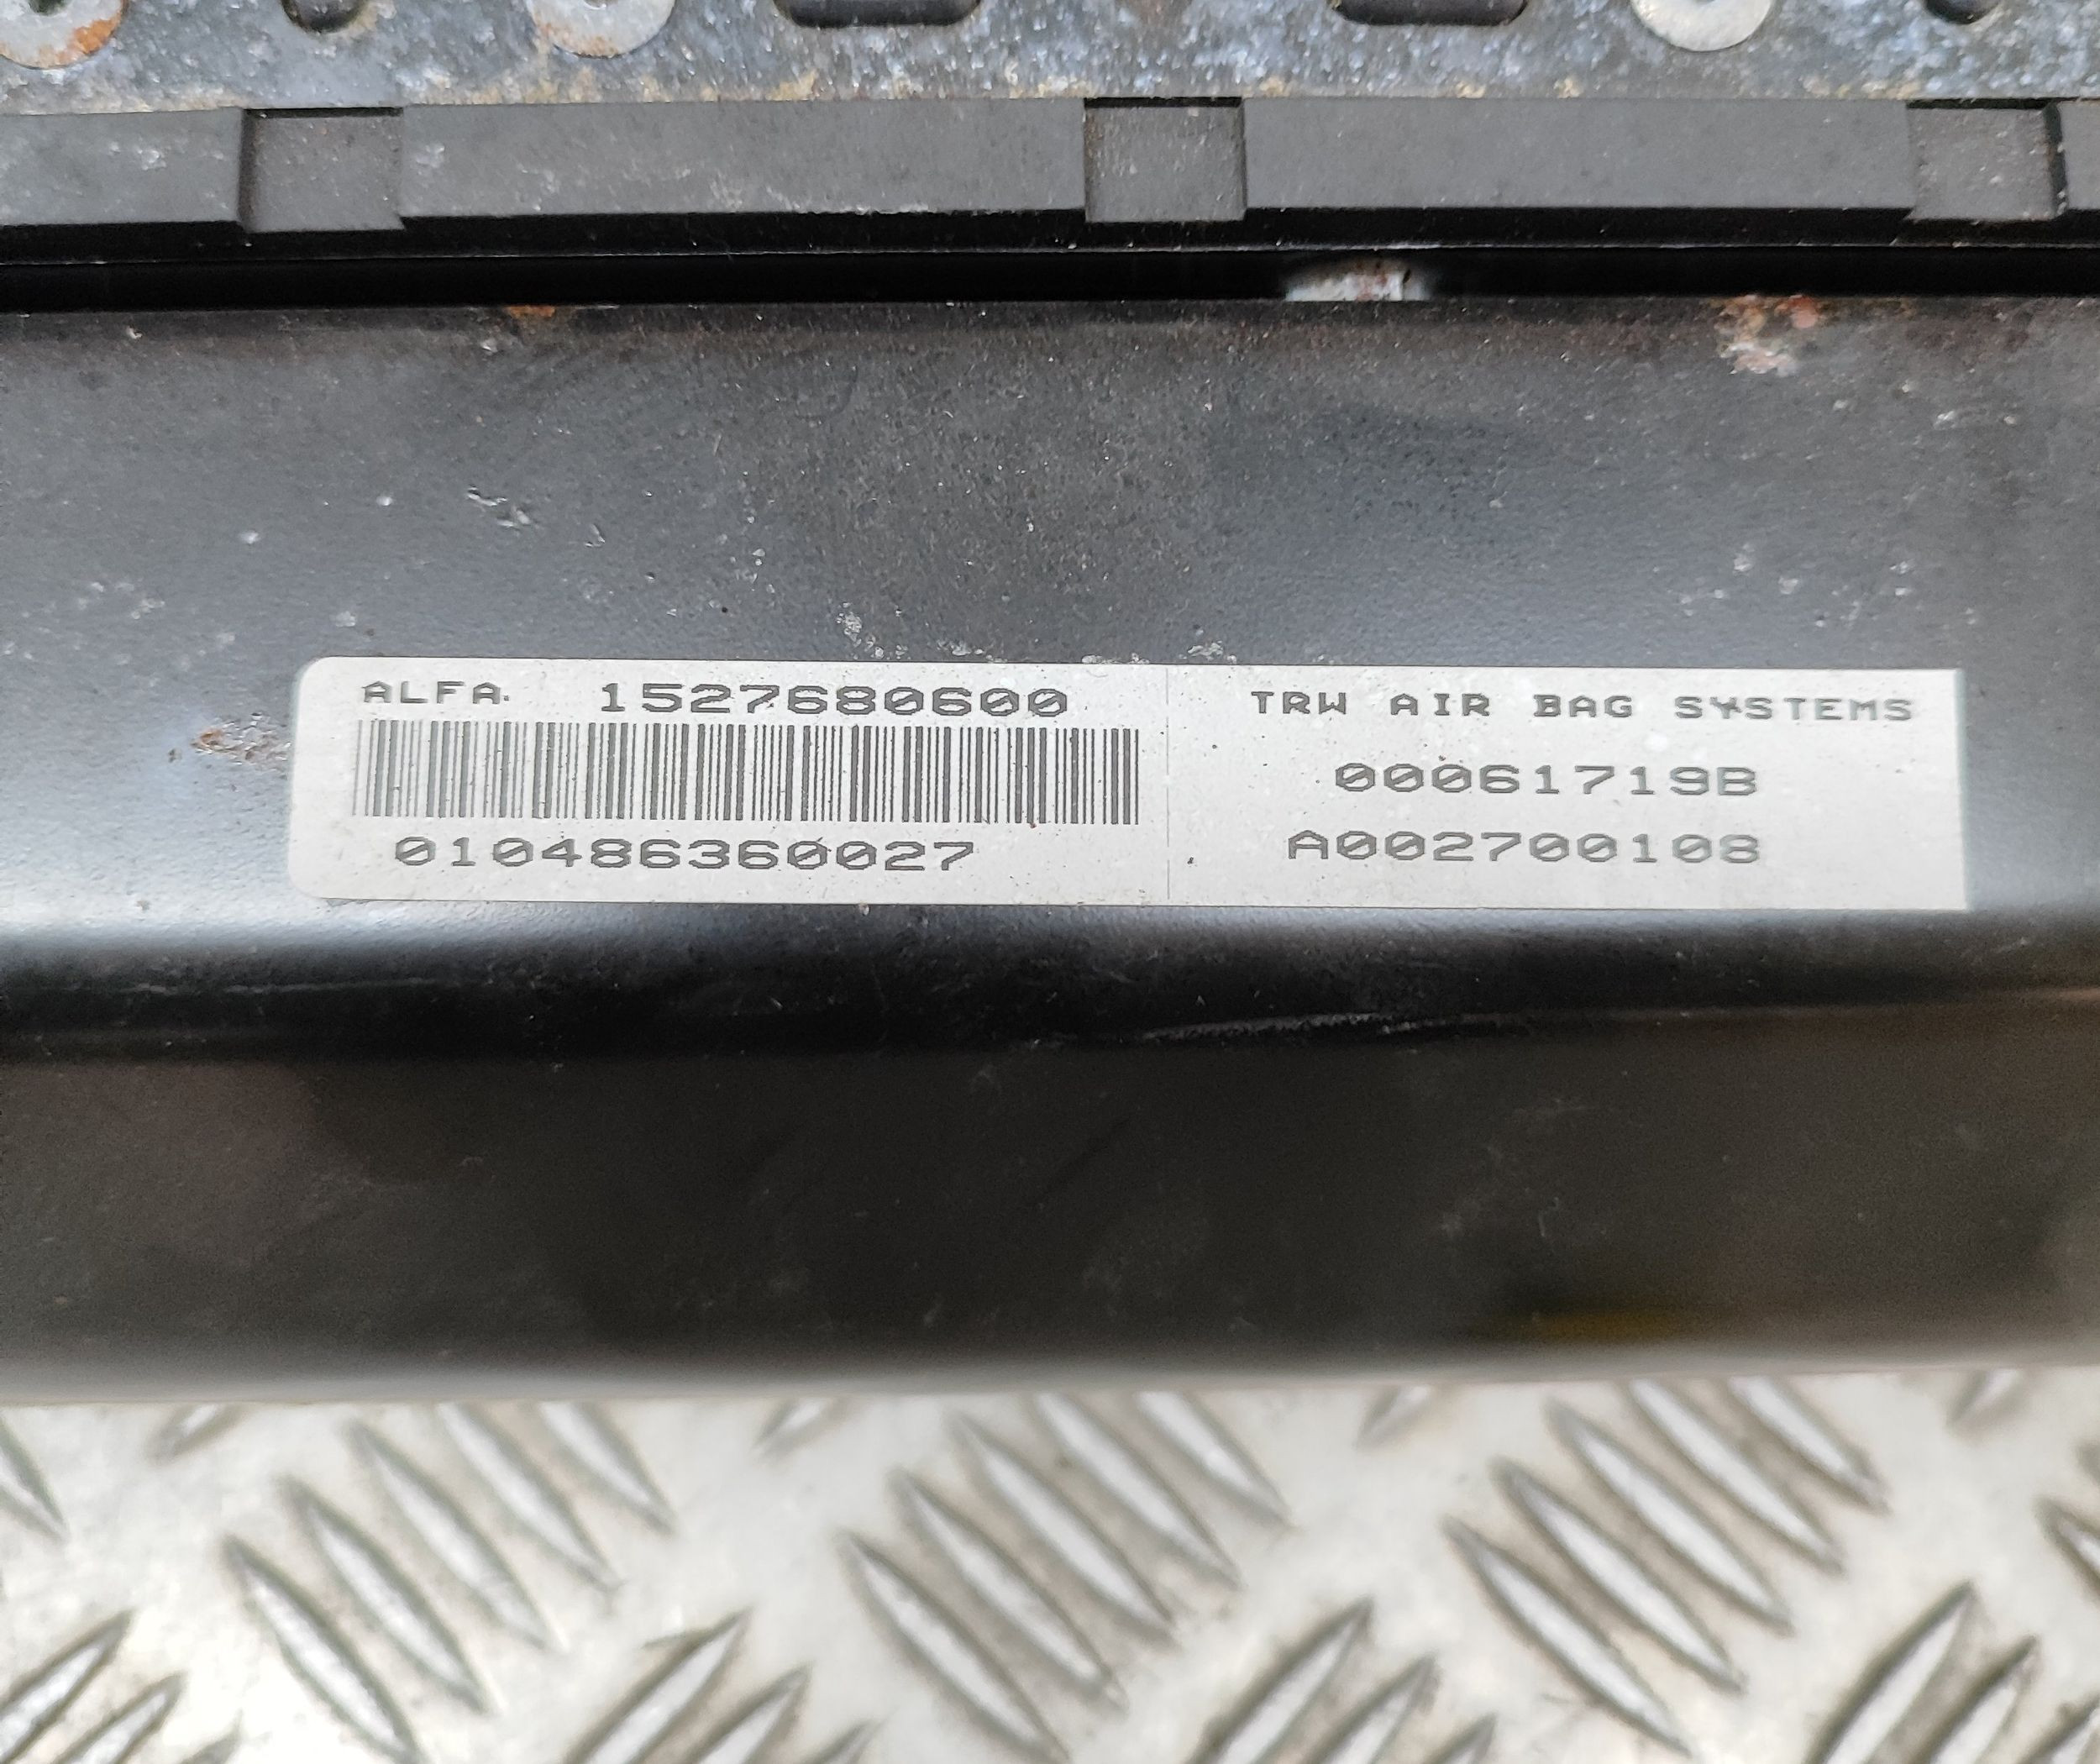 ALFA. 1527680600
010486360027
TRW AIR BAG SYSTEMS
00061719B
A002700108